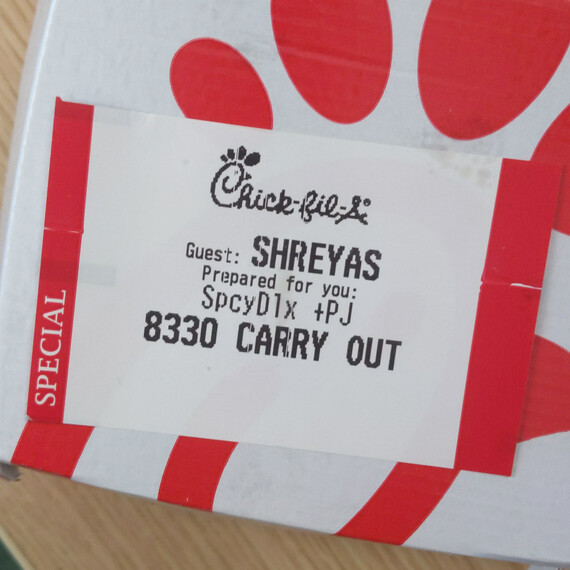 Chick-fil-A
Guest: SHREYAS
Prepared for you:
SpcyDlx +PJ
8330 CARRY OUT
SPECIAL